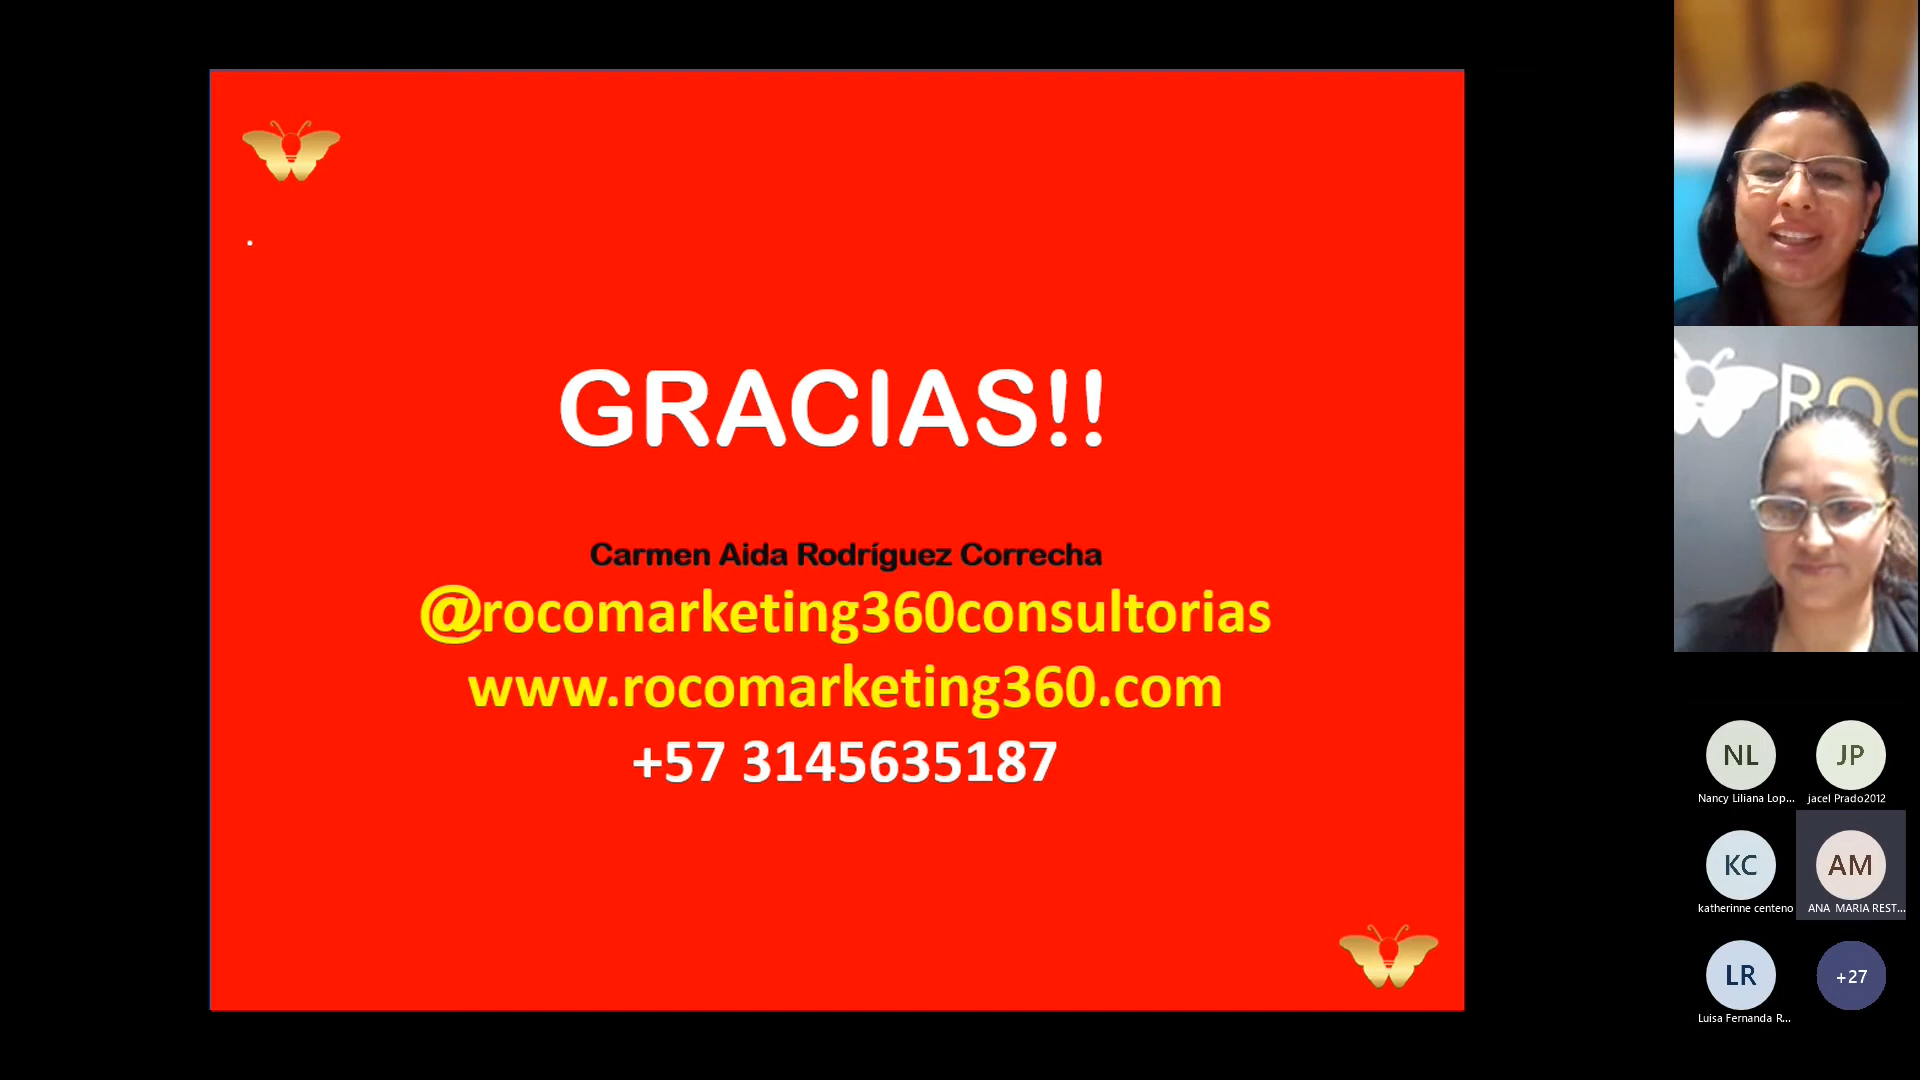 GRACIAS!!
Carmen Aida Rodríguez Correcha
@rocomarketing360consultorias
www.rocomarketing360.com
+57 3145635187
ROC
NL
JP
Nancy Liliana Lop...
jacel Prado2012
KC
AM
katherinne centeno
ANA MARIA REST...
LR
+27
Luisa Fernanda R...